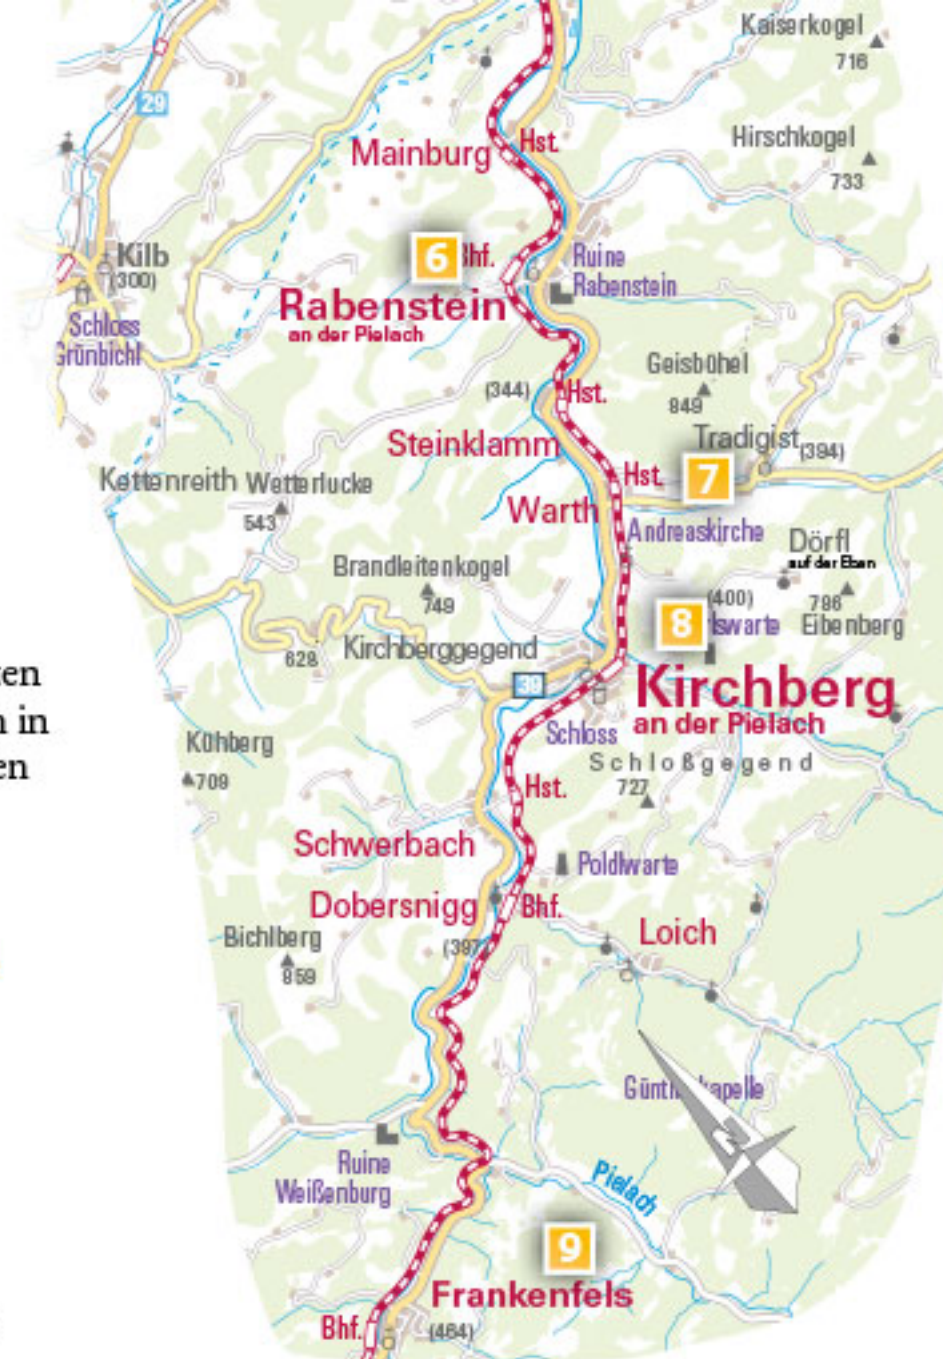 Kaiserkogel
716
29
Hirschkogel
733
Mainburg
Hst.
Kilb
(300)
6
Bhf.
Ruine
Rabenstein
Rabenstein
an der Pielach
Schloss
Grünbichl
Geisbühel
849
(344)
Hst.
Steinklamm
Tradigist
(394)
Hst.
7
Kettenreith
Wetterlucke
543
Warth
Andreaskirche
Dörfl
auf der Eben
Brandleitenkogel
749
8
(400)
786
Eibenberg
Kirchberggegend
628
39
Kirchberg
an der Pielach
in
Schloss
Kühberg
709
Schloßgegend
727
Hst.
Schwerbach
Poldlwarte
Dobersnigg
Bhf.
Loich
Bichlberg
859
(397)
N
Ruine
Weißenburg
Pielach
9
Frankenfels
Bhf.
(464)